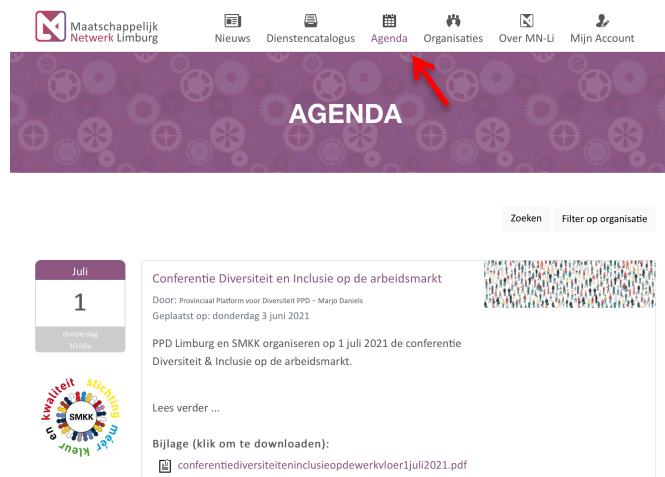 Maatschappelijk
Netwerk Limburg
Nieuws Dienstencatalogus Agenda Organisaties Over MN-Li Mijn Account
AGENDA
Zoeken Filter op organisatie
Juli
1
donderdag
10:00u
Conferentie Diversiteit en Inclusie op de arbeidsmarkt
Door: Provinciaal Platform voor Diversiteit PPD - Marjo Daniels
Geplaatst op: donderdag 3 juni 2021
PPD Limburg en SMKK organiseren op 1 juli 2021 de conferentie
Diversiteit & Inclusie op de arbeidsmarkt.
Lees verder ...
Bijlage (klik om te downloaden):
conferentiediversiteiteninclusieopdewerkvloer1juli2021.pdf
stichting méér kleur en kwaliteit
SMKK